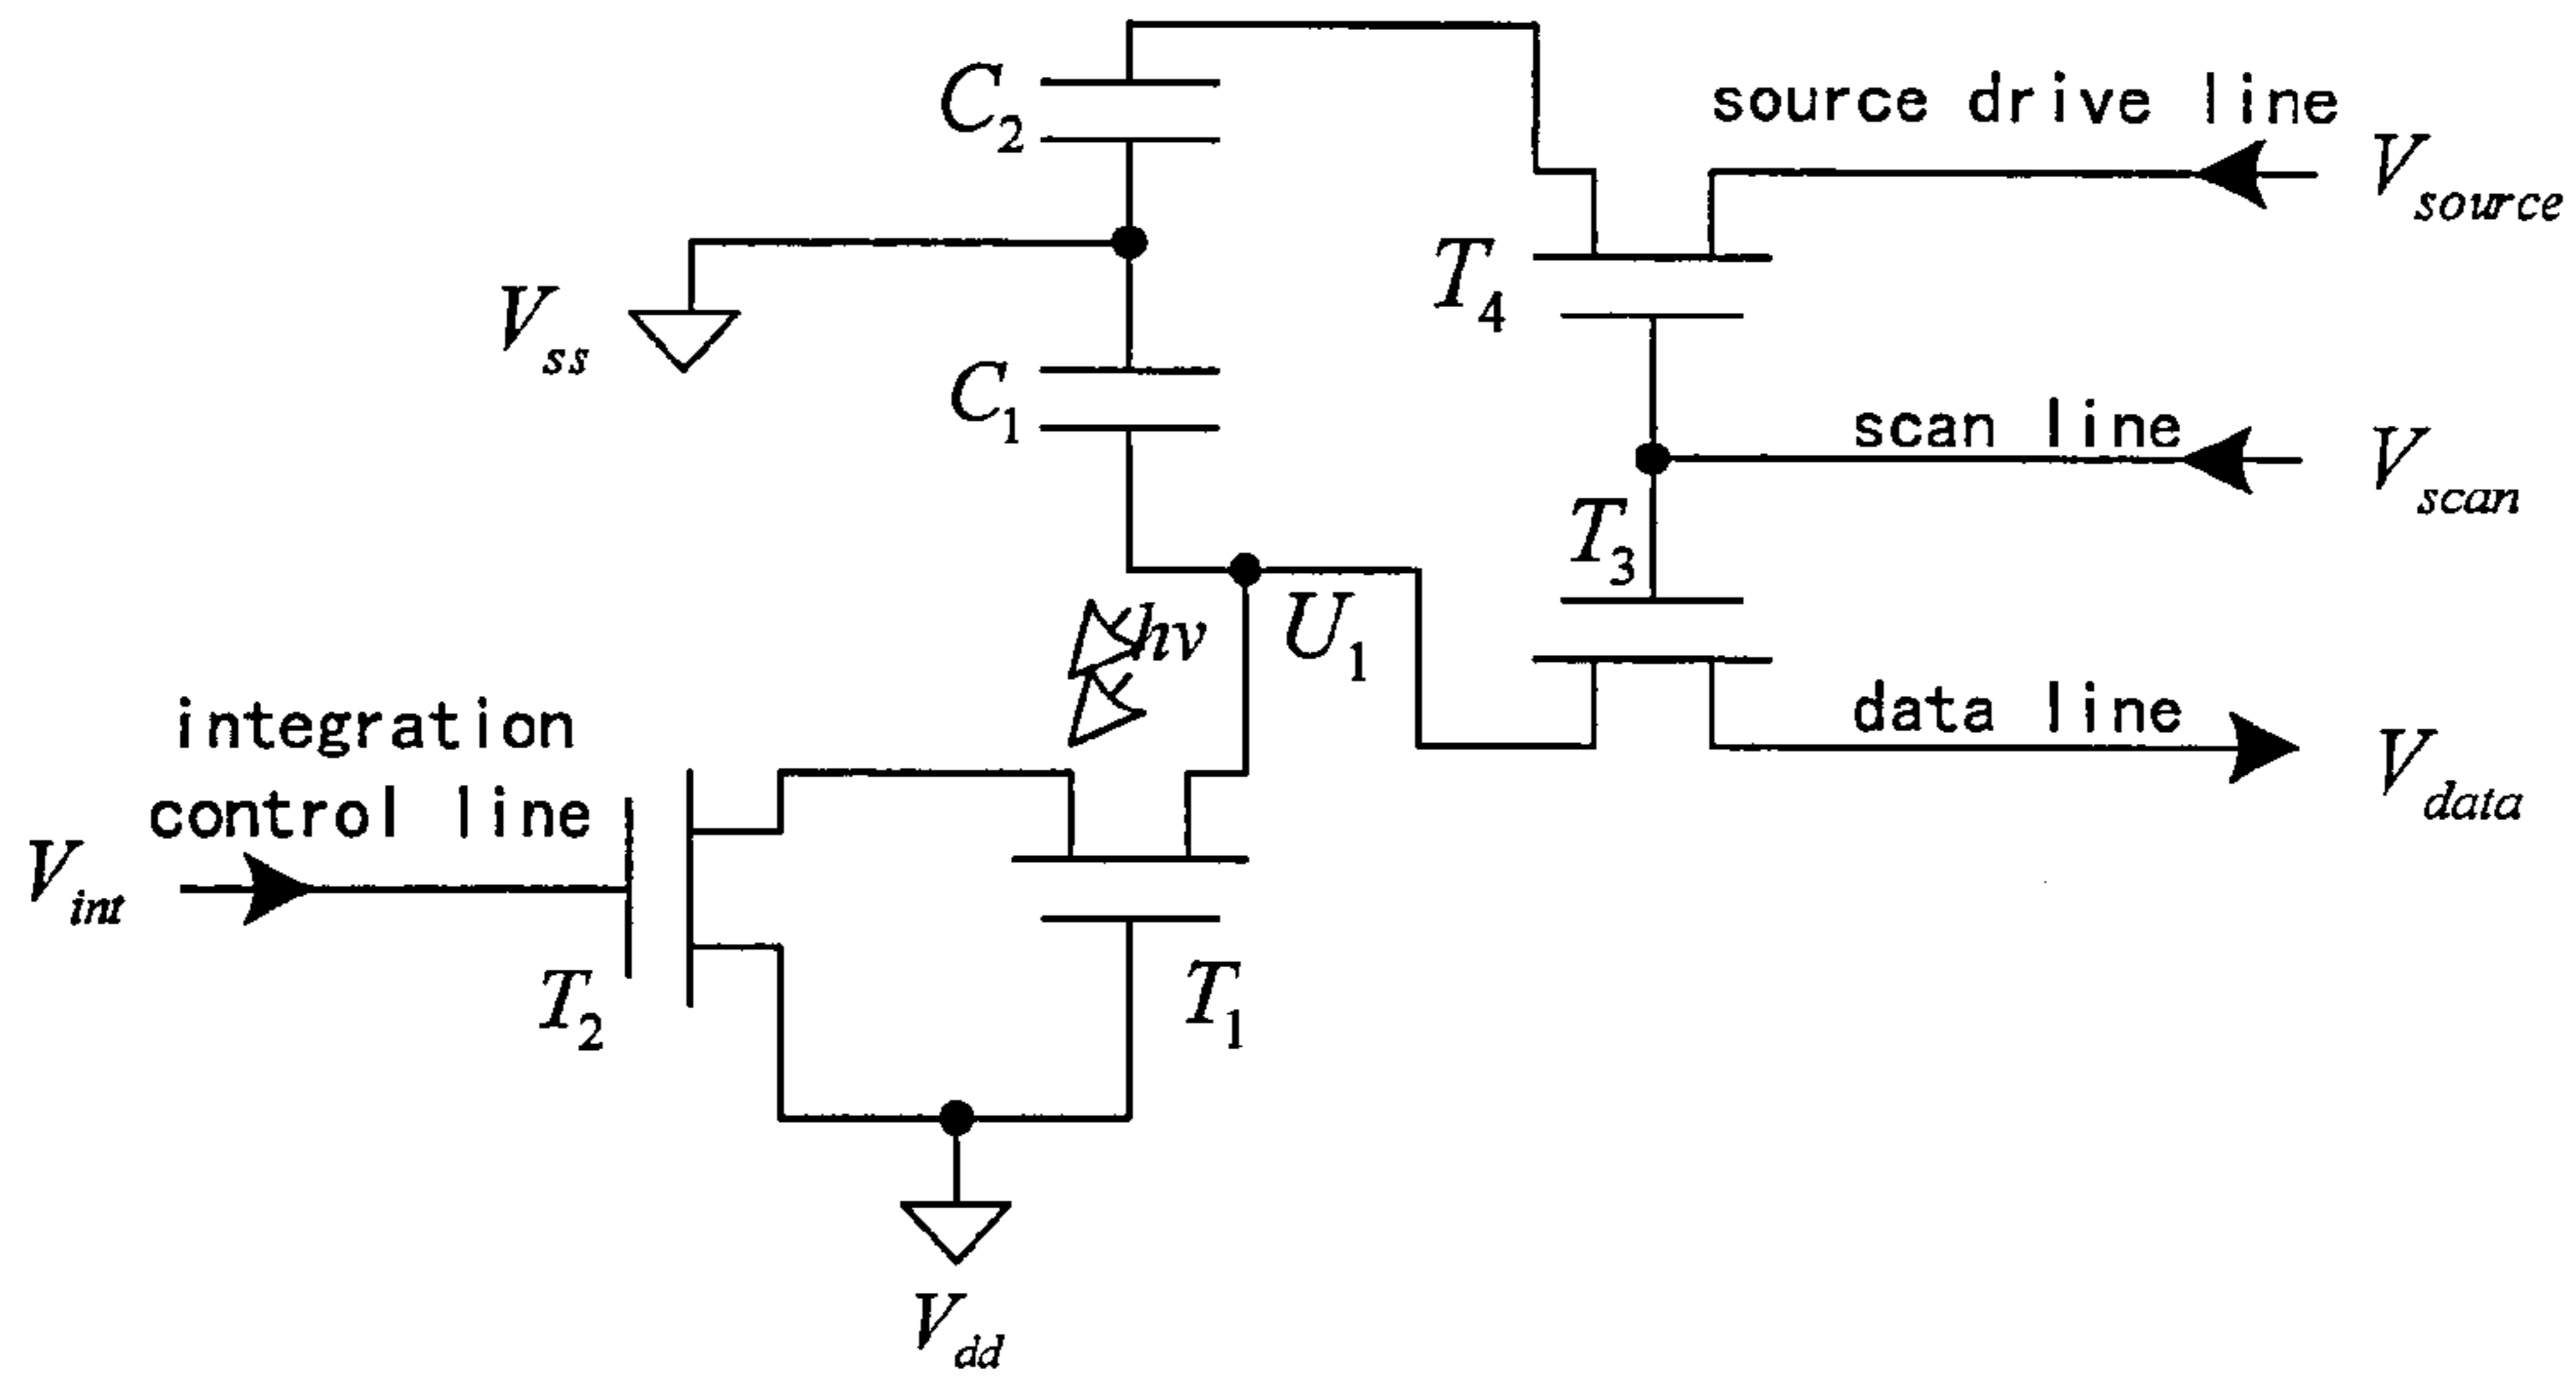 C2
source drive line
Vsource
T4
Vss
C1
scan line
Vscan
T3
hv
U1
integration
control line
data line
Vdata
Vint
T2
T1
Vdd